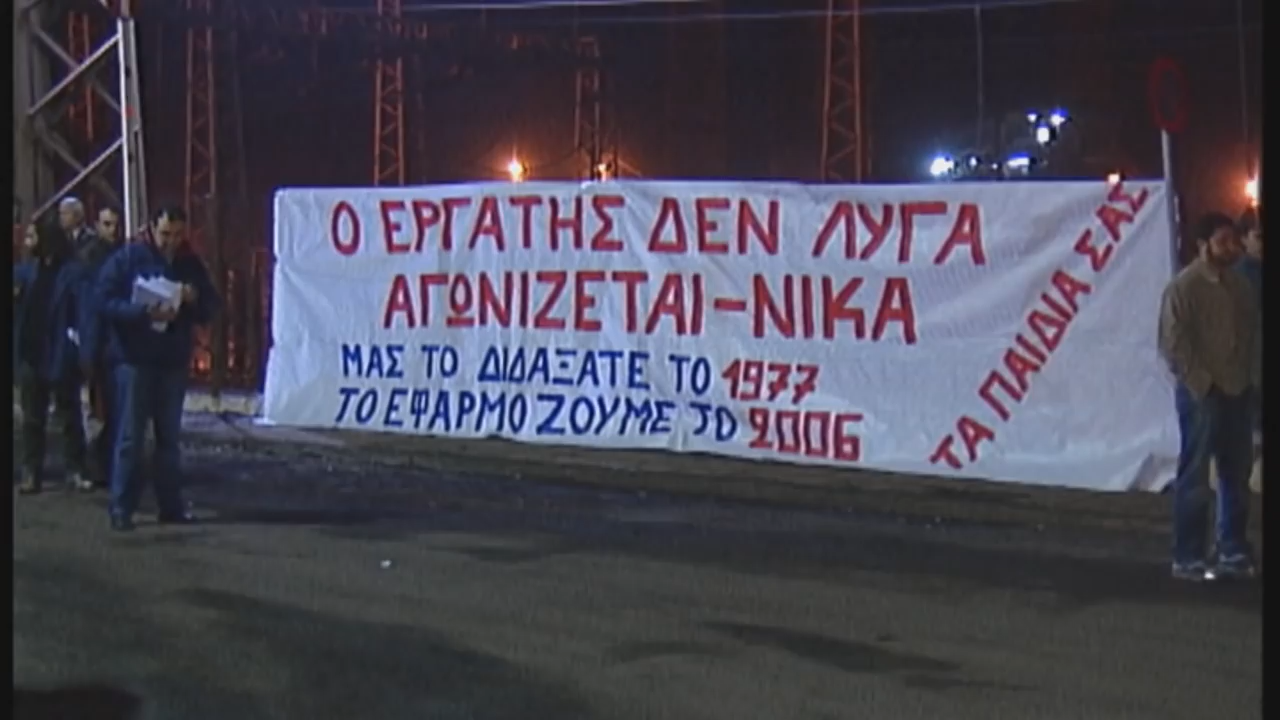 Ο ΕΡΓΑΤΗΣ ΔΕΝ ΛΥΓΑ
ΑΓΩΝΙΖΕΤΑΙ-ΝΙΚΑ
ΜΑΣ ΤΟ ΔΙΔΑΞΑΤΕ ΤΟ 1977
ΤΟ ΕΦΑΡΜΟΖΟΥΜΕ ΤΟ 2006
ΤΑ ΠΑΙΔΙΑ ΣΑΣ